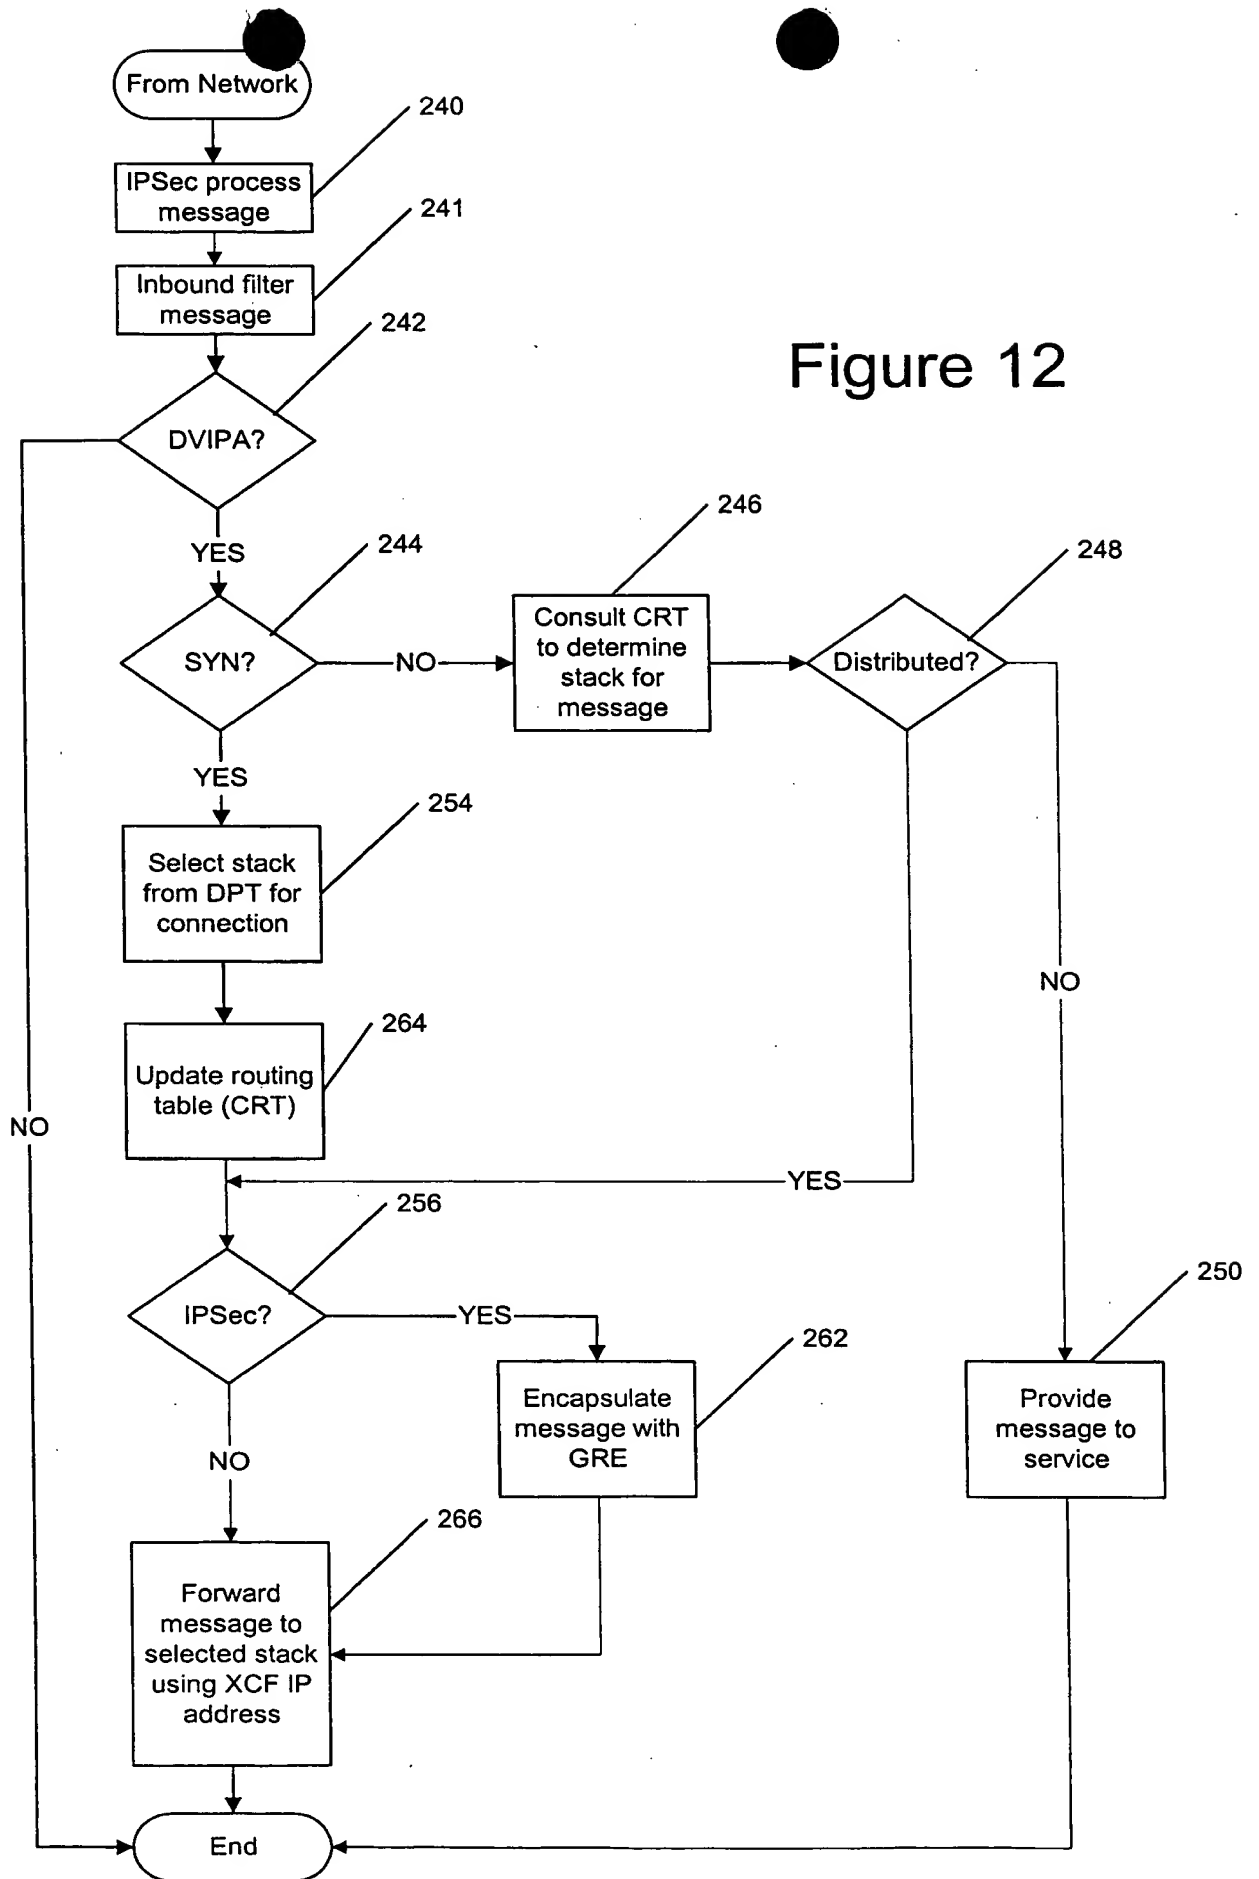 From Network
240
IPSec process
message
241
Inbound filter
message
242
Figure 12
DVIPA?
YES
244
246
248
SYN?
NO
Consult CRT
to determine
stack for
message
Distributed?
YES
254
Select stack
from DPT for
connection
NO
264
Update routing
table (CRT)
NO
YES
256
250
IPSec?
YES
262
Encapsulate
message with
GRE
Provide
message to
service
NO
266
Forward
message to
selected stack
using XCF IP
address
End